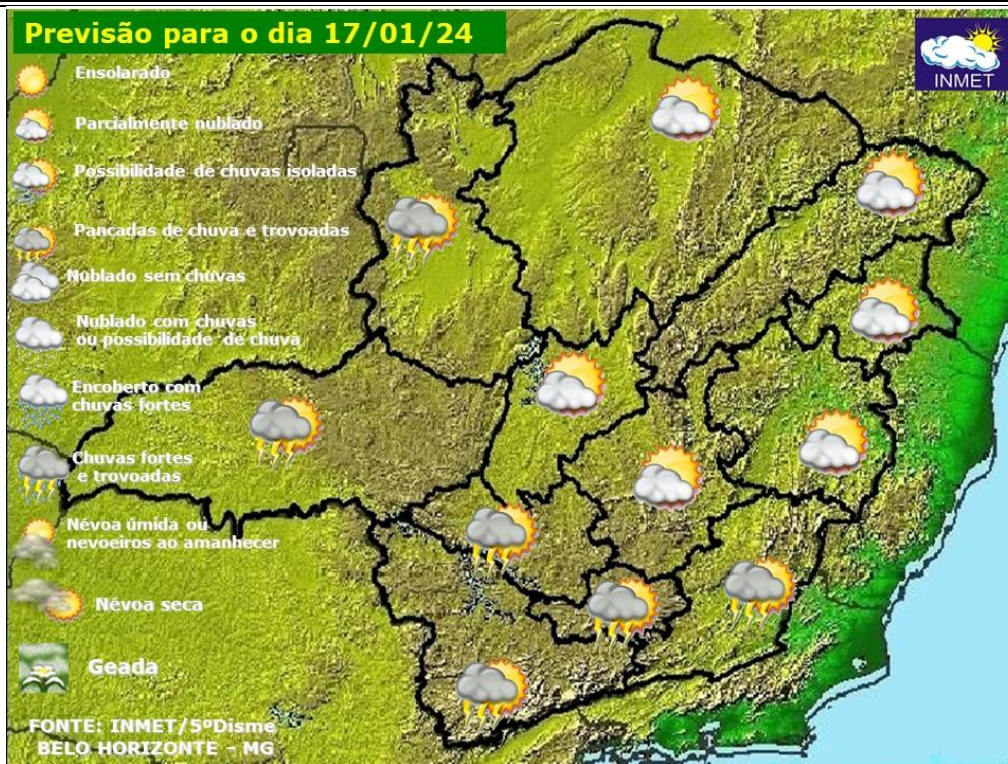 Previsão para o dia 17/01/24
INMET
Ensolarado
Parcialmente nublado
Possibilidade de chuvas isoladas
Pancadas de chuva e trovoadas
Nublado sem chuvas
Nublado com chuvas
ou possibilidade de chuva
Encoberto com
chuvas fortes
Chuvas fortes
e trovoadas
Névoa úmida ou
nevoeiros ao amanhecer
Névoa seca
Geada
FONTE: INMET/5ºDisme
BELO HORIZONTE - MG